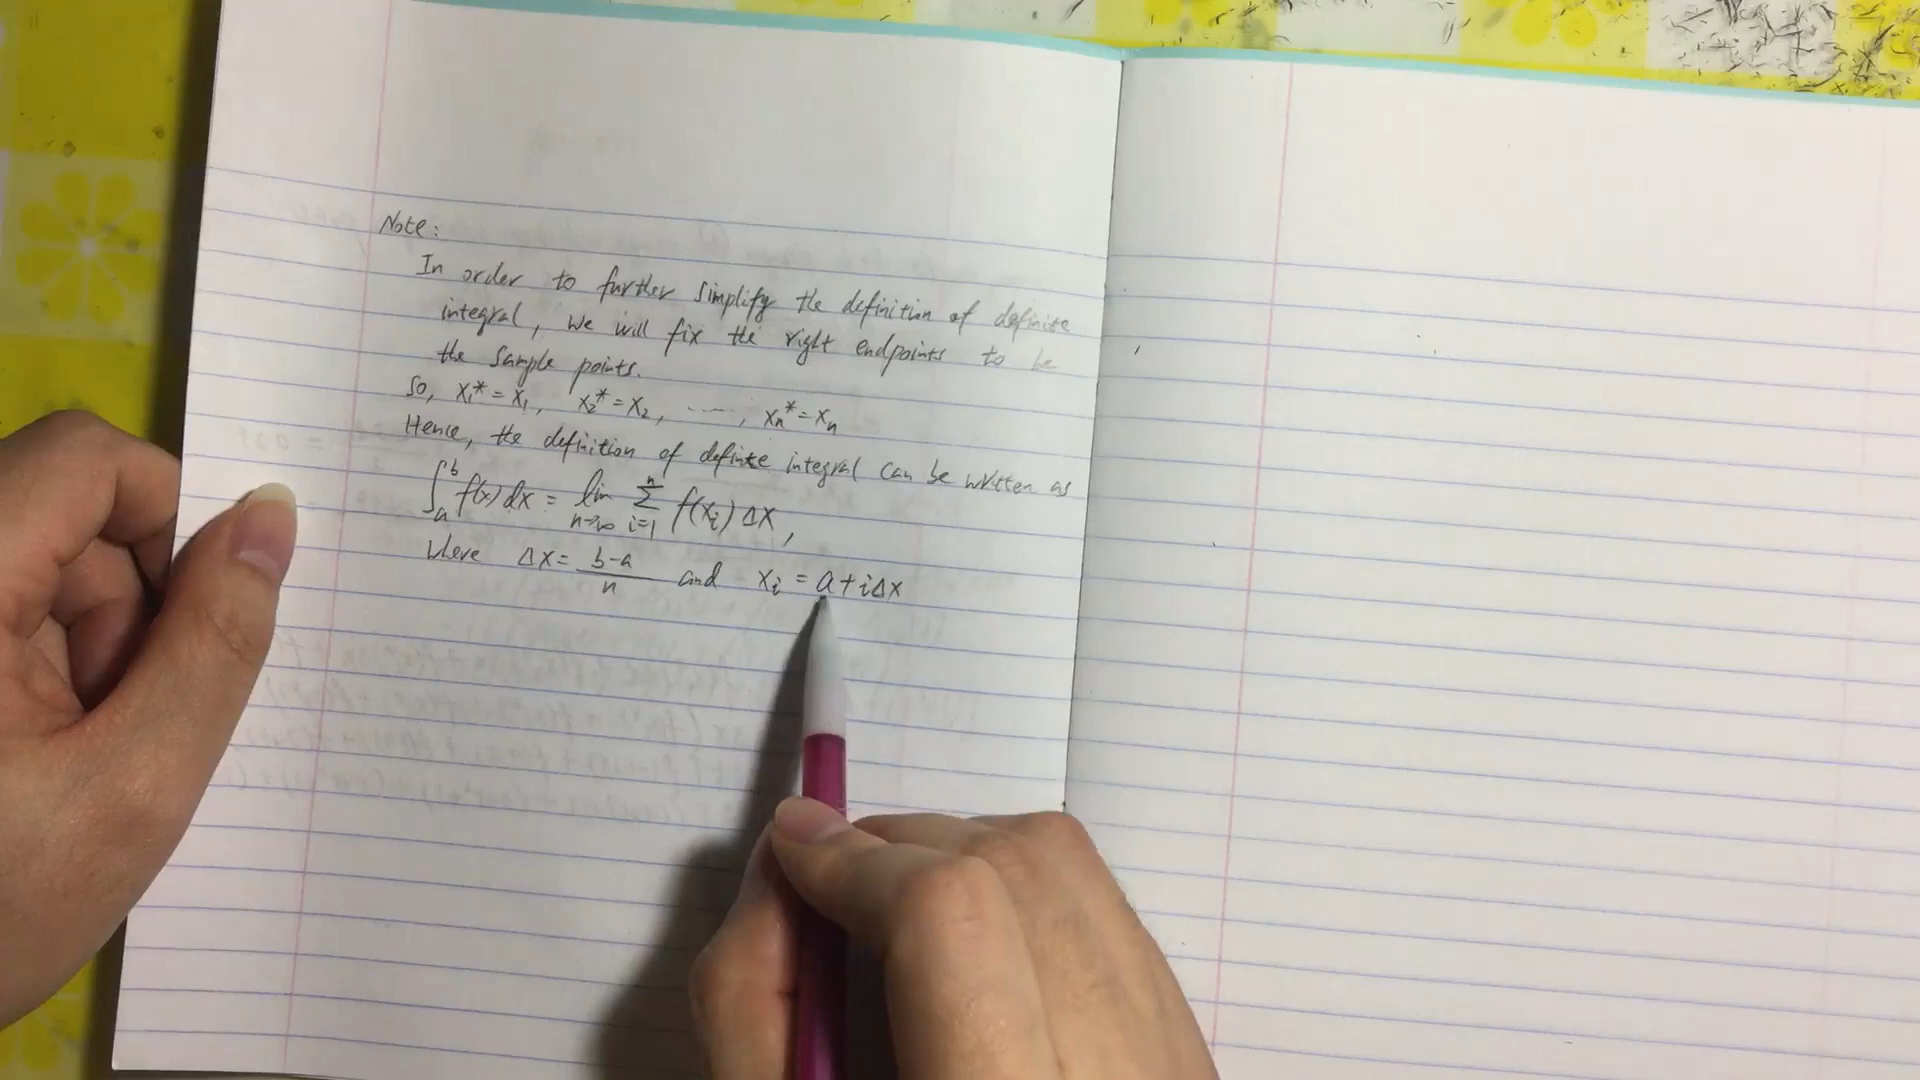 Note:
In order to further simplify the definition of definite
integral, we will fix the right endpoints to be
the sample points.
So, x₁* = x₁, x₂* = x₂, ....., xₙ* = xₙ
Hence, the definition of definite integral can be written as
∫ₐᵇ f(x) dx = lim n→∞ Σ i=1 n f(xᵢ) Δx,
where Δx = b-a / n and xᵢ = a + iΔx